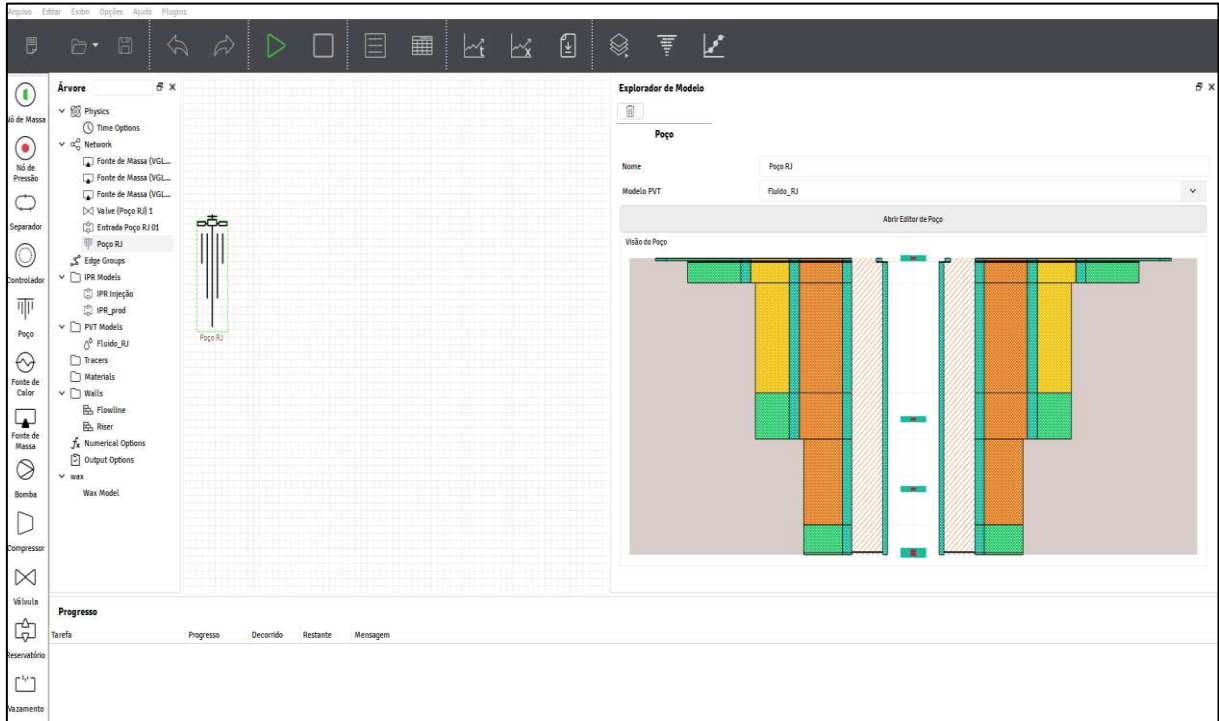 Arquivo Editar Exibir Opções Ajuda Plugins
Nó de Massa
Nó de
Pressão
Separador
Controlador
Poço
Fonte de
Calor
Fonte de
Massa
Bomba
Compressor
Válvula
Reservatório
Vazamento
Árvore
Physics
Time Options
Network
Fonte de Massa (VGL...
Fonte de Massa (VGL...
Fonte de Massa (VGL...
Valve (Poço RJ) 1
Entrada Poço RJ 01
Poço RJ
Edge Groups
IPR Models
IPR Injeção
IPR_prod
PVT Models
Fluido_RJ
Tracers
Materials
Walls
Flowline
Riser
Numerical Options
Output Options
wax
Wax Model
Poço RJ
Explorador de Modelo
Poço
Nome Poço RJ
Modelo PVT Fluido_RJ
Abrir Editor de Poço
Visão do Poço
Progresso
Tarefa Progresso Decorrido Restante Mensagem